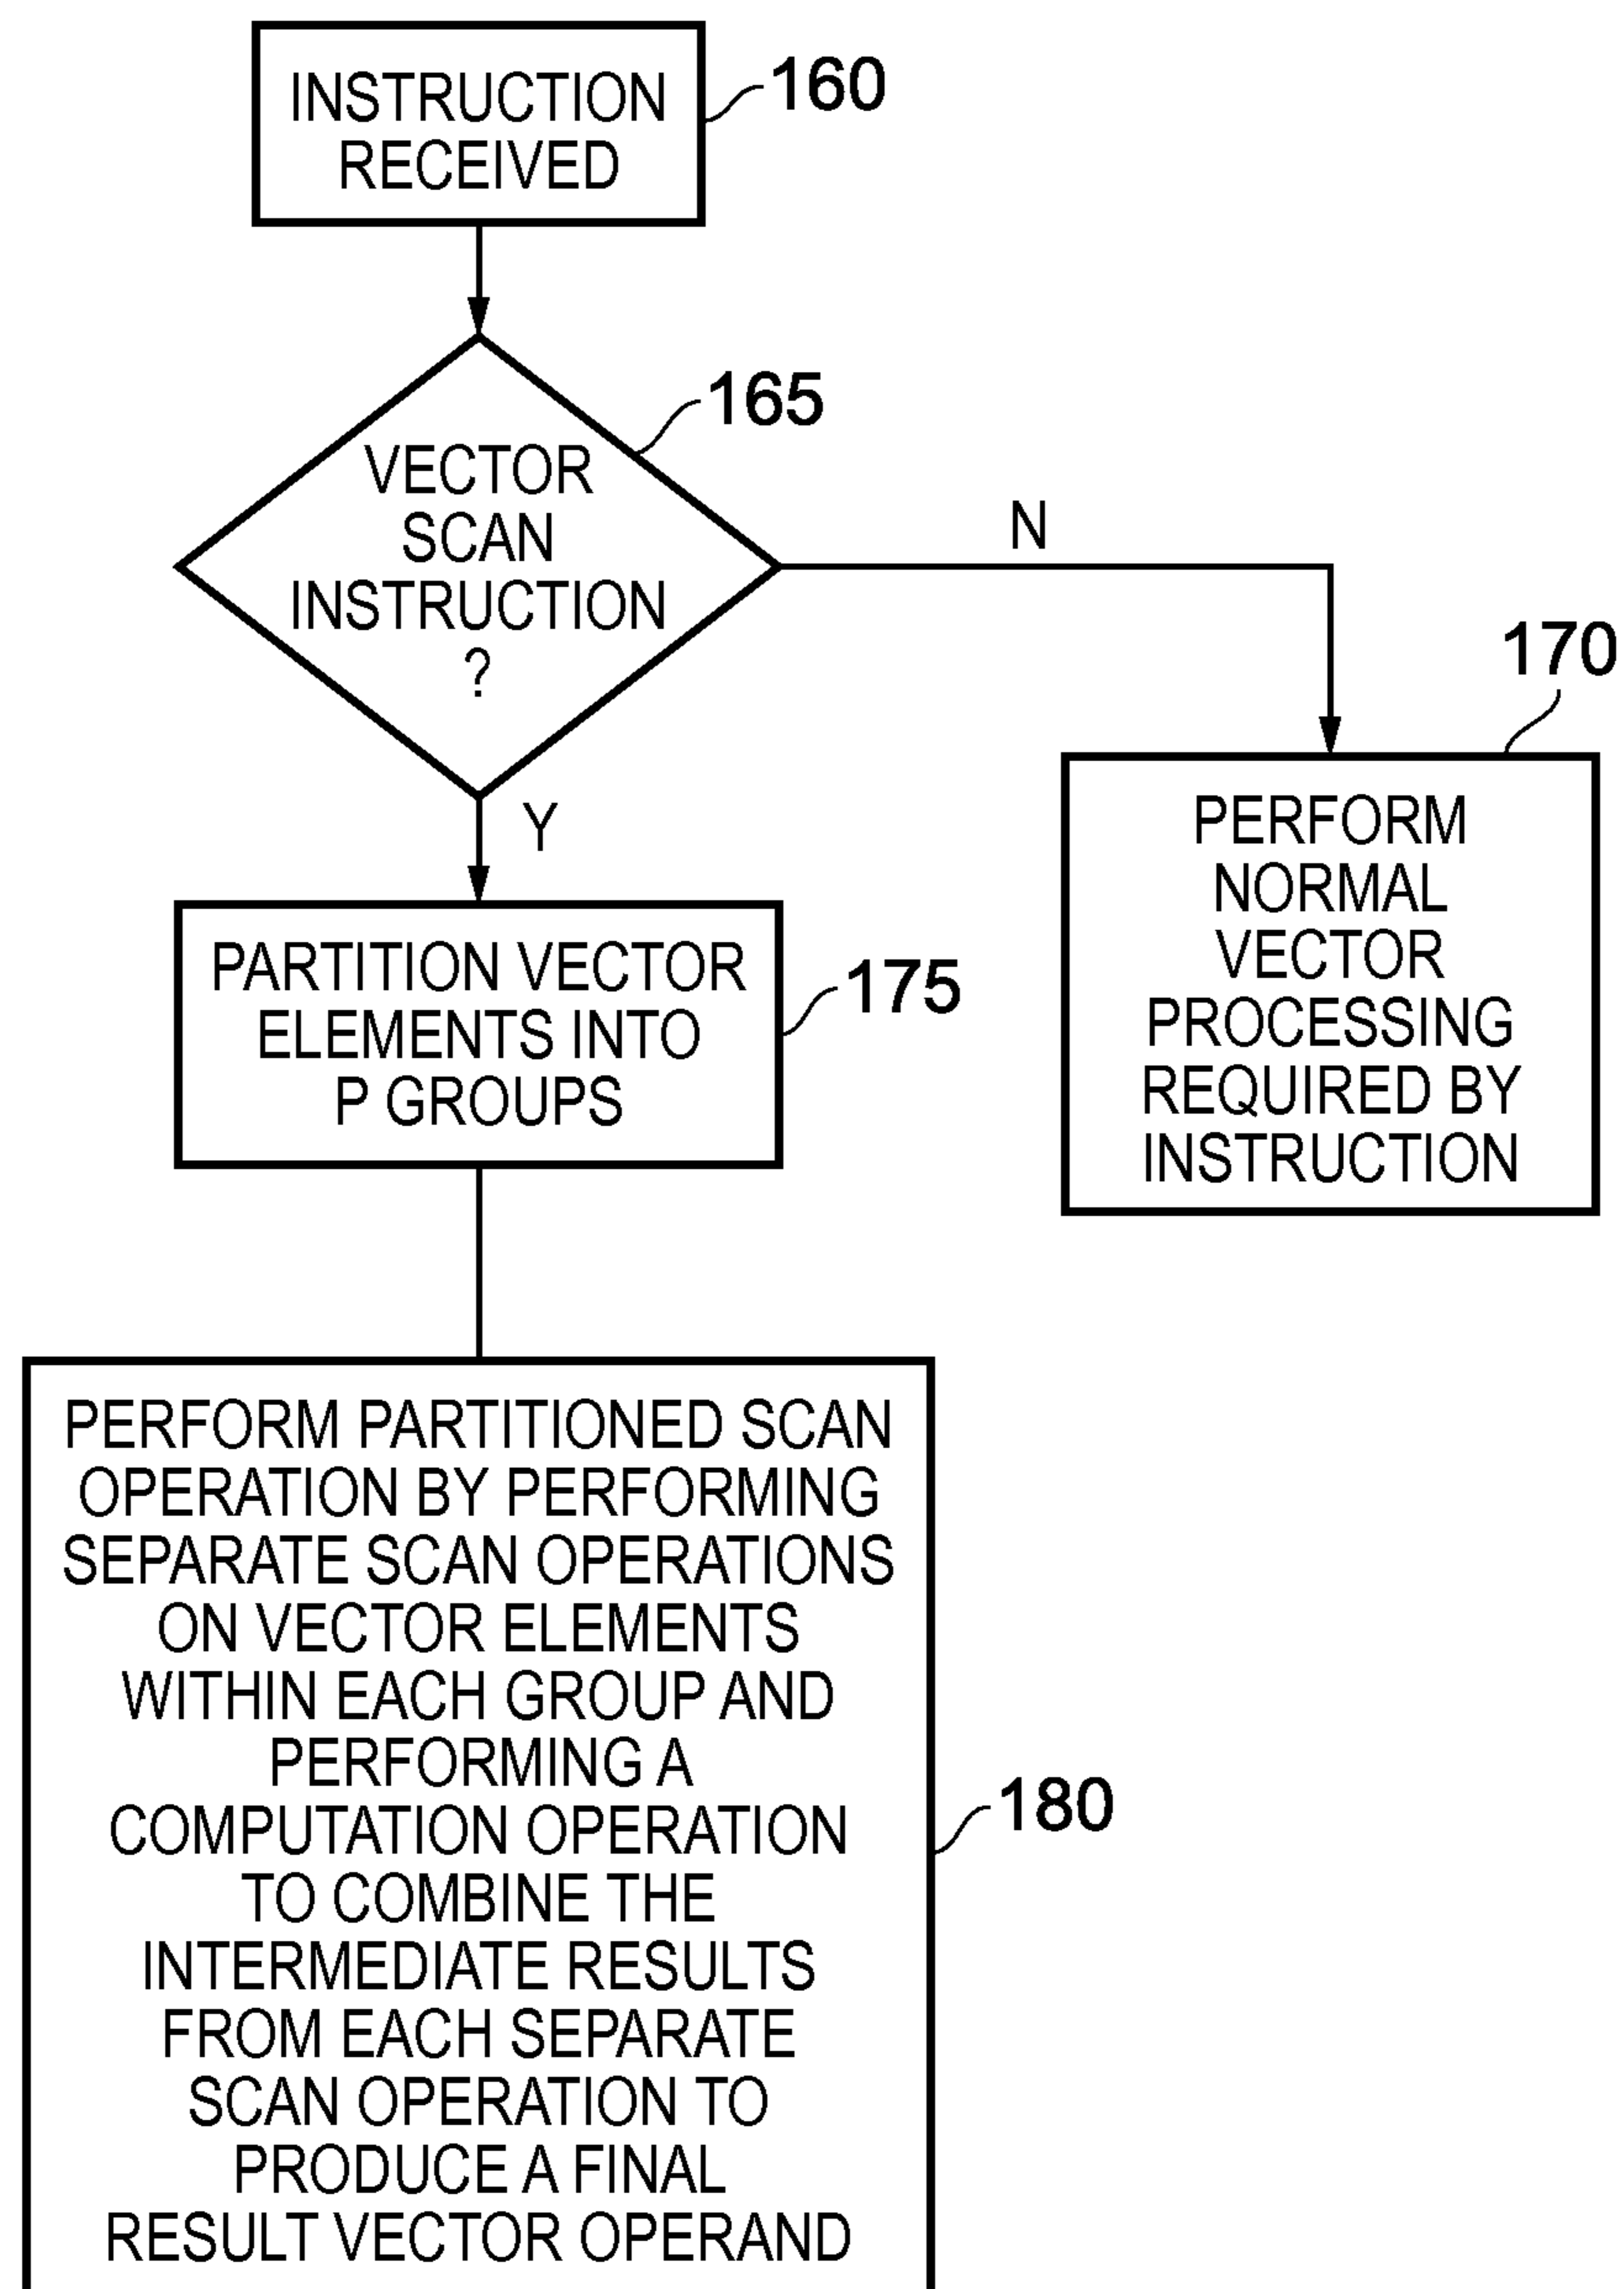 INSTRUCTION
RECEIVED
160
VECTOR
SCAN
INSTRUCTION
?
165
N
Y
170
PERFORM
NORMAL
VECTOR
PROCESSING
REQUIRED BY
INSTRUCTION
PARTITION VECTOR
ELEMENTS INTO
P GROUPS
175
PERFORM PARTITIONED SCAN
OPERATION BY PERFORMING
SEPARATE SCAN OPERATIONS
ON VECTOR ELEMENTS
WITHIN EACH GROUP AND
PERFORMING A
COMPUTATION OPERATION
TO COMBINE THE
INTERMEDIATE RESULTS
FROM EACH SEPARATE
SCAN OPERATION TO
PRODUCE A FINAL
RESULT VECTOR OPERAND
180